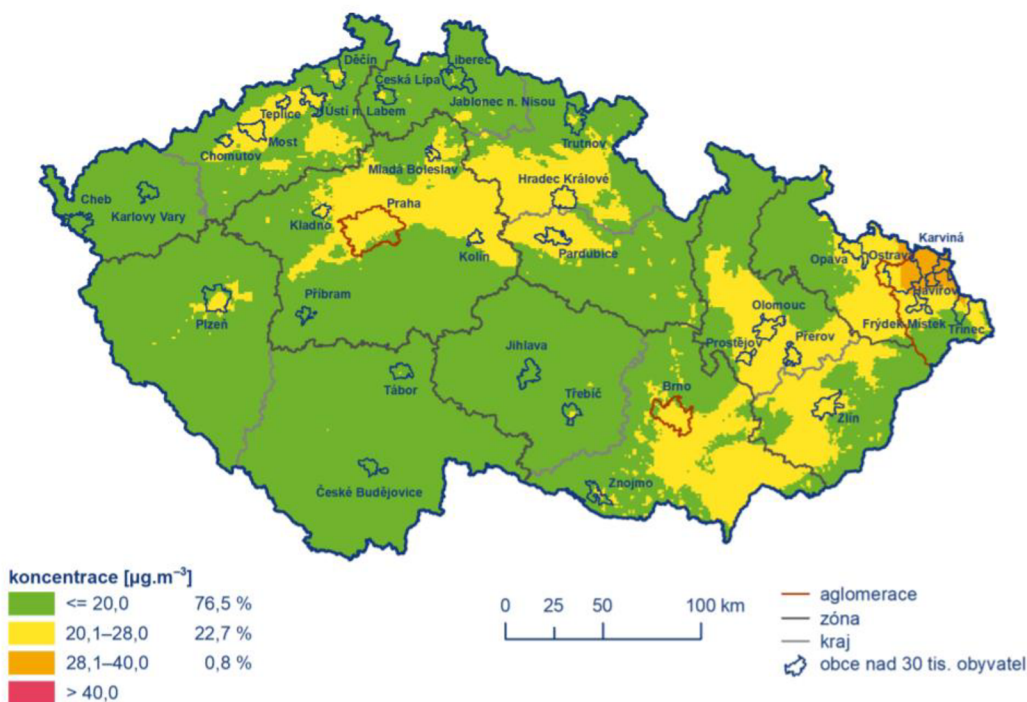 Děčín
Liberec
Česká Lípa
Jablonec n. Nisou
Teplice
Ústí n. Labem
Trutnov
Most
Chomutov
Mladá Boleslav
Hradec Králové
Cheb
Karlovy Vary
Praha
Kladno
Kolín
Pardubice
Karviná
Opava
Ostrava
Havířov
Příbram
Plzeň
Olomouc
Frýdek Místek
Třinec
Prostějov
Přerov
Jihlava
Tábor
Třebíč
Brno
Zlín
Znojmo
České Budějovice
koncentrace [µg.m⁻³]
<= 20,0 76,5 %
20,1–28,0 22,7 %
28,1–40,0 0,8 %
> 40,0
0 25 50 100 km
aglomerace
zóna
kraj
obce nad 30 tis. obyvatel